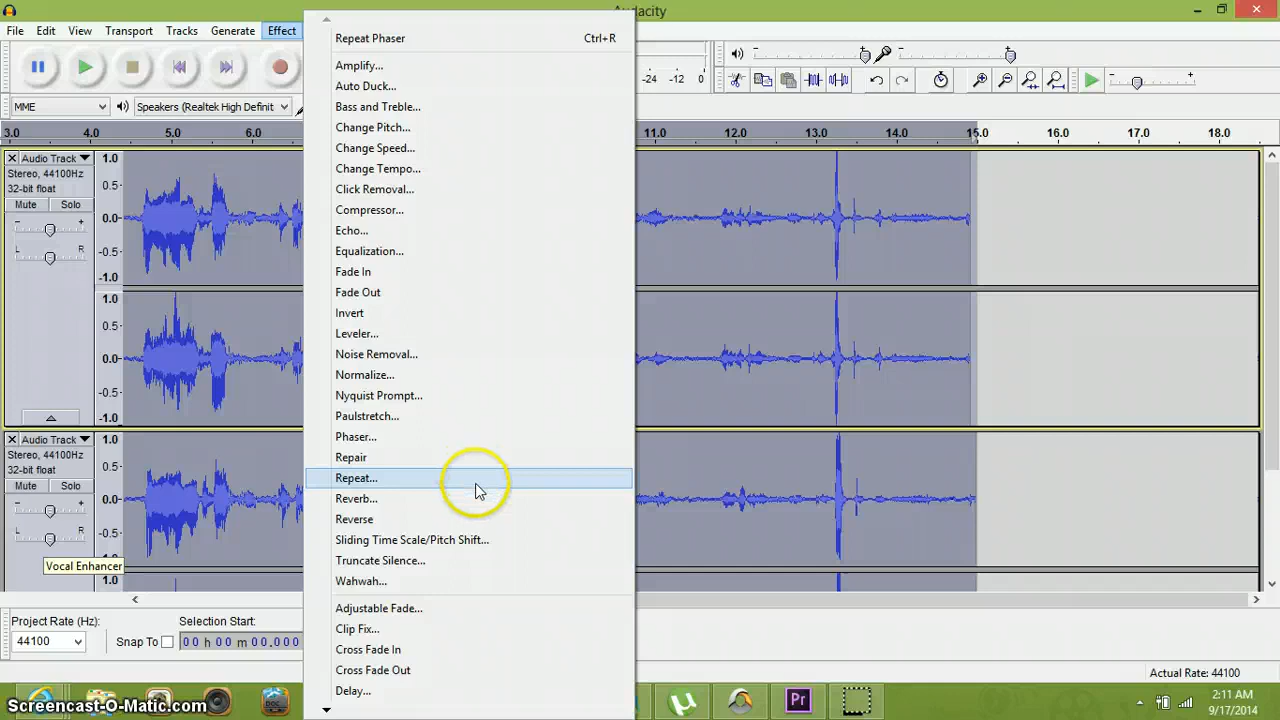 Audacity
File Edit View Transport Tracks Generate Effect
Repeat Phaser Ctrl+R
Amplify...
Auto Duck...
Bass and Treble...
Change Pitch...
Change Speed...
Change Tempo...
Click Removal...
Compressor...
Echo...
Equalization...
Fade In
Fade Out
Invert
Leveler...
Noise Removal...
Normalize...
Nyquist Prompt...
Paulstretch...
Phaser...
Repair
Repeat...
Reverb...
Reverse
Sliding Time Scale/Pitch Shift...
Truncate Silence...
Wahwah...
Adjustable Fade...
Clip Fix...
Cross Fade In
Cross Fade Out
Delay...
-24 -12 0
MME Speakers (Realtek High Definit
3.0 4.0 5.0 6.0 11.0 12.0 13.0 14.0 15.0 16.0 17.0 18.0
Audio Track
Stereo, 44100Hz
32-bit float
Mute Solo
- +
L R
1.0
0.5
0.0
-0.5
-1.0
1.0
0.5
0.0
-0.5
-1.0
Audio Track
Stereo, 44100Hz
32-bit float
Mute Solo
- +
L R
1.0
0.5
0.0
-0.5
-1.0
1.0
Vocal Enhancer
Project Rate (Hz):
44100
Snap To
Selection Start:
00 h 00 m 00.000
Actual Rate: 44100
Pr
DOC
2:11 AM
9/17/2014
Screencast-O-Matic.com